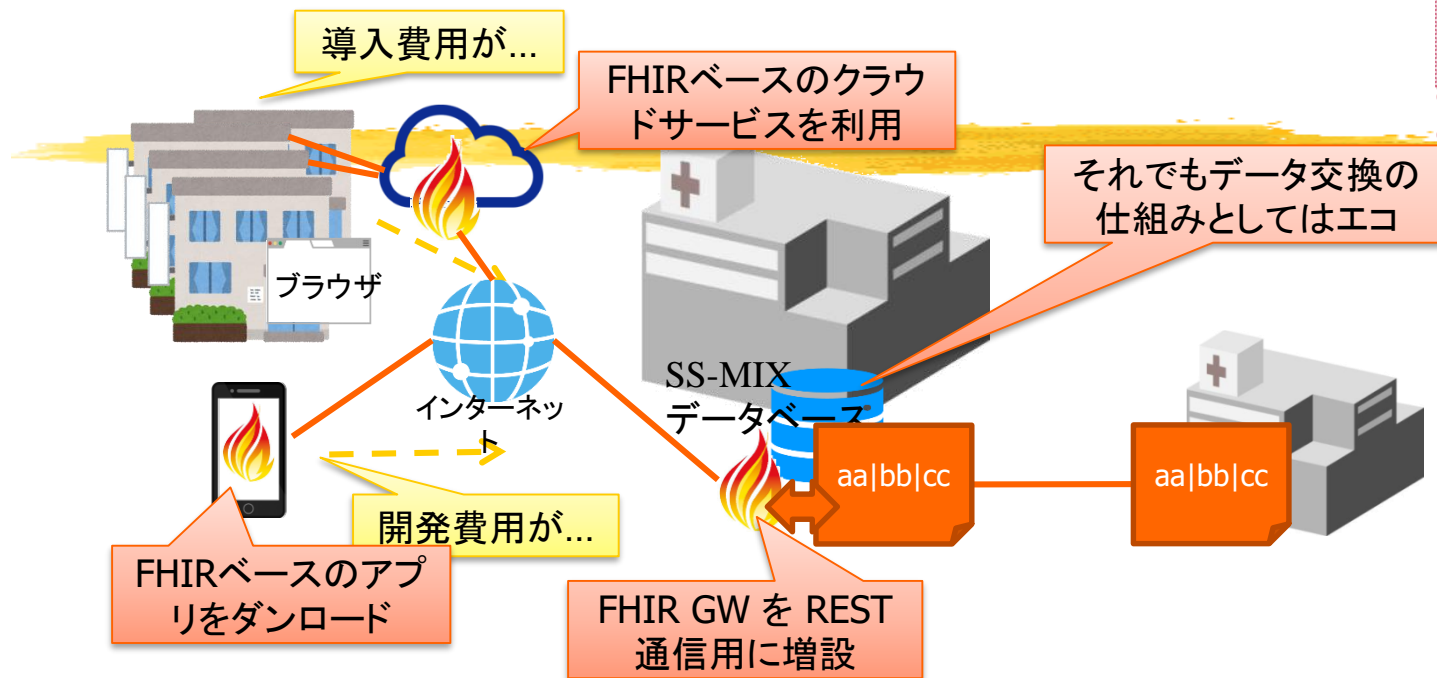 導入費用が...
FHIRベースのクラウ
ドサービスを利用
それでもデータ交換の
仕組みとしてはエコ
ブラウザ
SS-MIX
データベース
インターネッ
ト
aa|bb|cc
aa|bb|cc
開発費用が...
FHIRベースのアプ
リをダンロード
FHIR GW を REST
通信用に増設